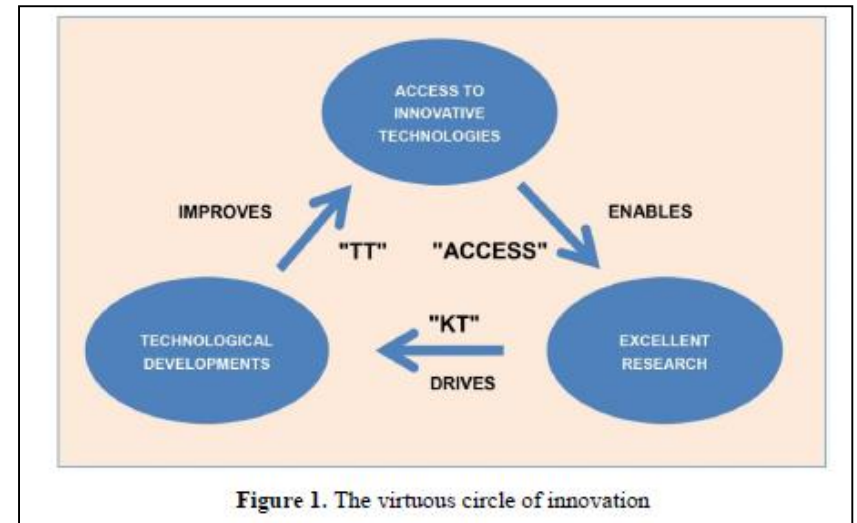 ACCESS TO
INNOVATIVE
TECHNOLOGIES
IMPROVES
ENABLES
"TT"
"ACCESS"
"KT"
TECHNOLOGICAL
DEVELOPMENTS
EXCELLENT
RESEARCH
DRIVES
Figure 1. The virtuous circle of innovation